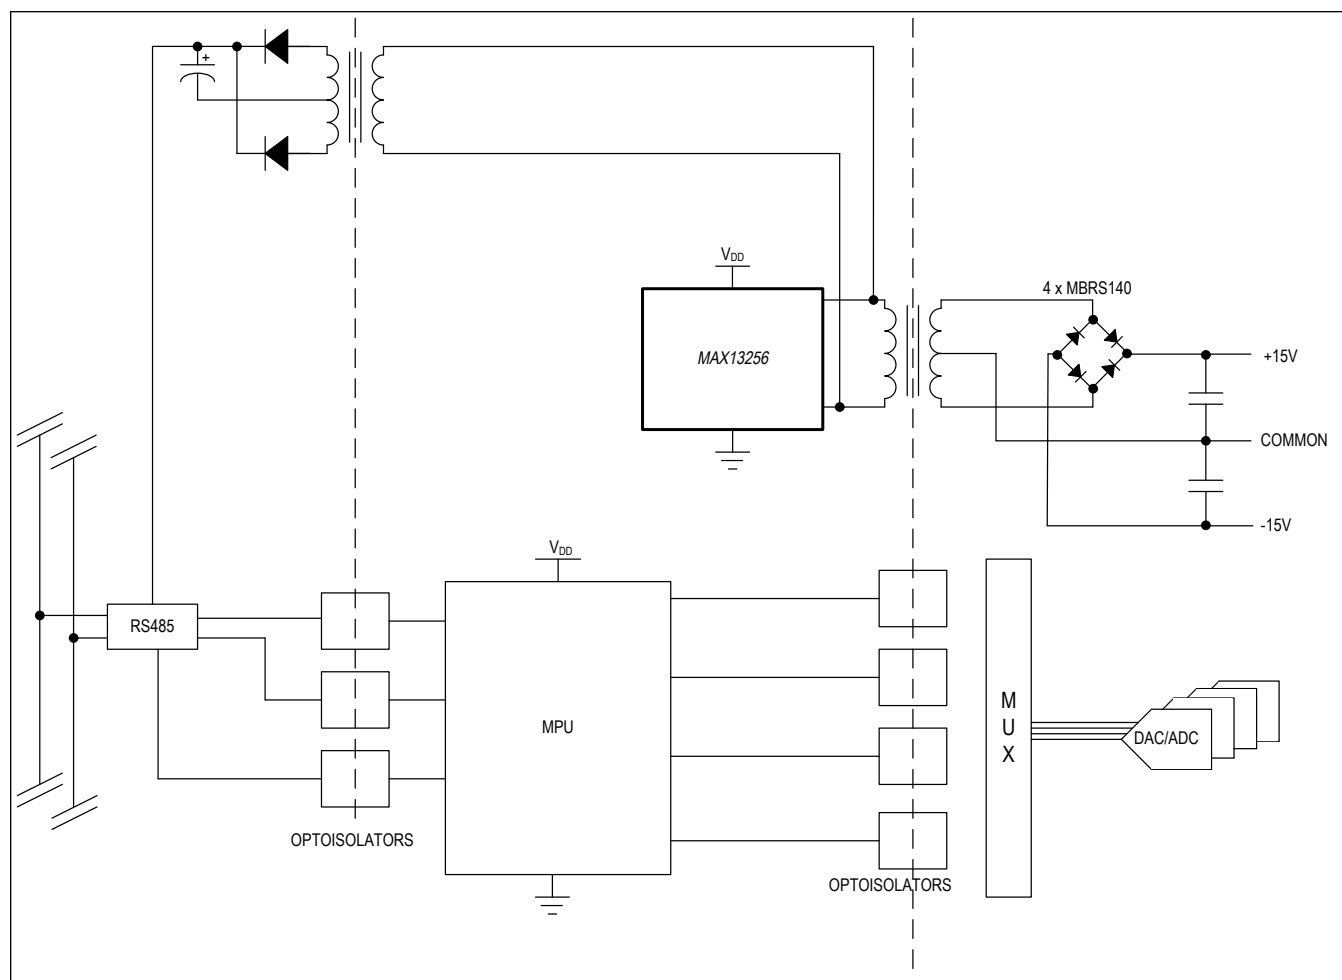 +
VDD
4 x MBRS140
MAX13256
+15V
COMMON
-15V
VDD
RS485
MPU
M
U
X
DAC/ADC
OPTOISOLATORS
OPTOISOLATORS